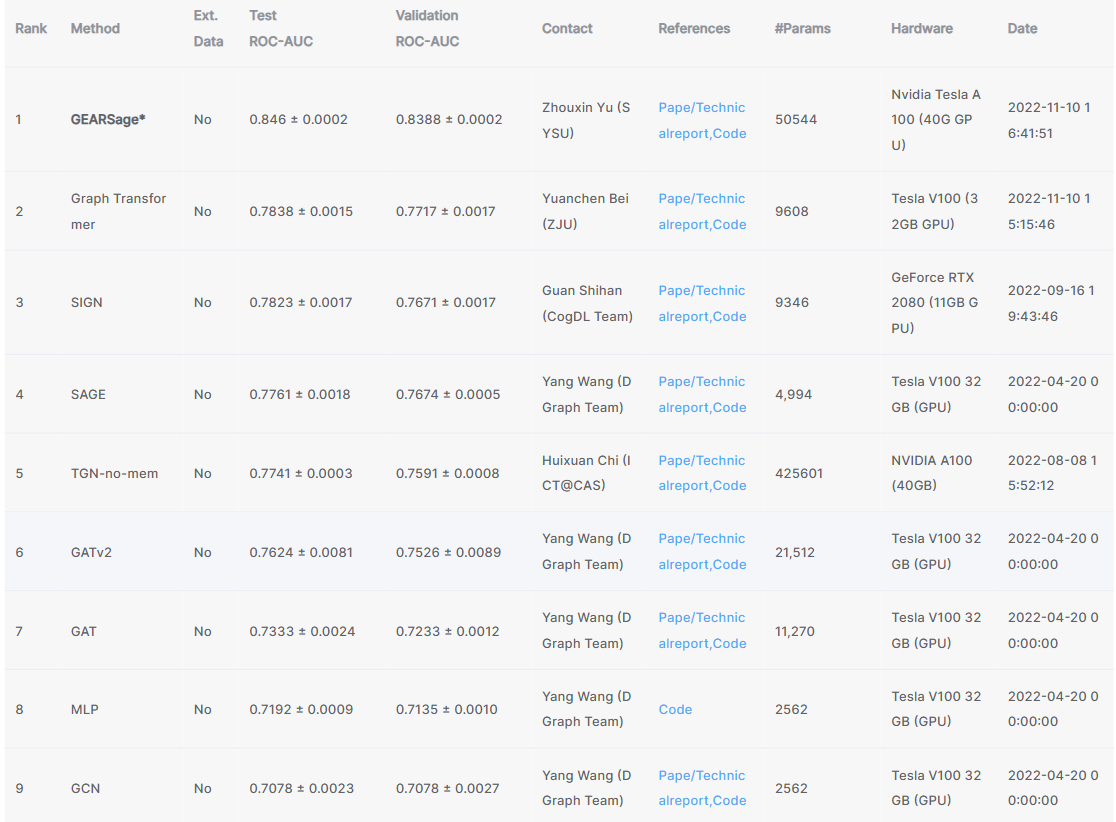 Rank Method Ext. Data Test ROC-AUC Validation ROC-AUC Contact References #Params Hardware Date
1 GEARSage* No 0.846 ± 0.0002 0.8388 ± 0.0002 Zhouxin Yu (SYSU) Pape/Technicalreport,Code 50544 Nvidia Tesla A100 (40G GPU) 2022-11-10 16:41:51
2 Graph Transformer No 0.7838 ± 0.0015 0.7717 ± 0.0017 Yuanchen Bei (ZJU) Pape/Technicalreport,Code 9608 Tesla V100 (32GB GPU) 2022-11-10 15:15:46
3 SIGN No 0.7823 ± 0.0017 0.7671 ± 0.0017 Guan Shihan (CogDL Team) Pape/Technicalreport,Code 9346 GeForce RTX 2080 (11GB GPU) 2022-09-16 19:43:46
4 SAGE No 0.7761 ± 0.0018 0.7674 ± 0.0005 Yang Wang (DGraph Team) Pape/Technicalreport,Code 4,994 Tesla V100 32GB (GPU) 2022-04-20 00:00:00
5 TGN-no-mem No 0.7741 ± 0.0003 0.7591 ± 0.0008 Huixuan Chi (ICT@CAS) Pape/Technicalreport,Code 425601 NVIDIA A100 (40GB) 2022-08-08 15:52:12
6 GATv2 No 0.7624 ± 0.0081 0.7526 ± 0.0089 Yang Wang (DGraph Team) Pape/Technicalreport,Code 21,512 Tesla V100 32GB (GPU) 2022-04-20 00:00:00
7 GAT No 0.7333 ± 0.0024 0.7233 ± 0.0012 Yang Wang (DGraph Team) Pape/Technicalreport,Code 11,270 Tesla V100 32GB (GPU) 2022-04-20 00:00:00
8 MLP No 0.7192 ± 0.0009 0.7135 ± 0.0010 Yang Wang (DGraph Team) Code 2562 Tesla V100 32GB (GPU) 2022-04-20 00:00:00
9 GCN No 0.7078 ± 0.0023 0.7078 ± 0.0027 Yang Wang (DGraph Team) Pape/Technicalreport,Code 2562 Tesla V100 32GB (GPU) 2022-04-20 00:00:00